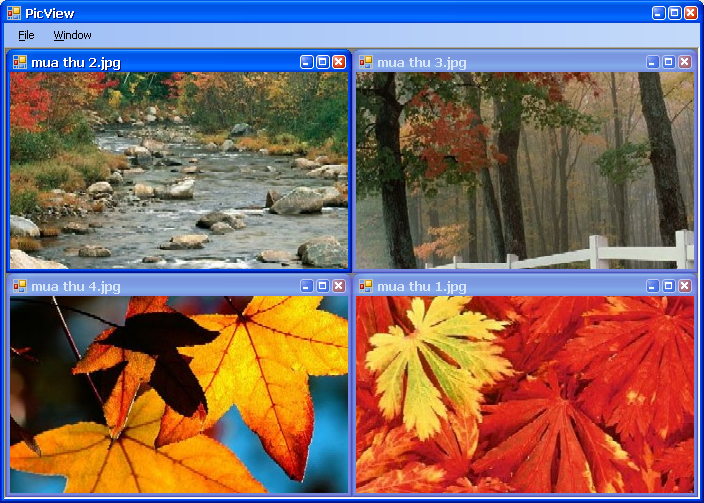 PicView
File Window
mua thu 2.jpg
mua thu 3.jpg
mua thu 4.jpg
mua thu 1.jpg